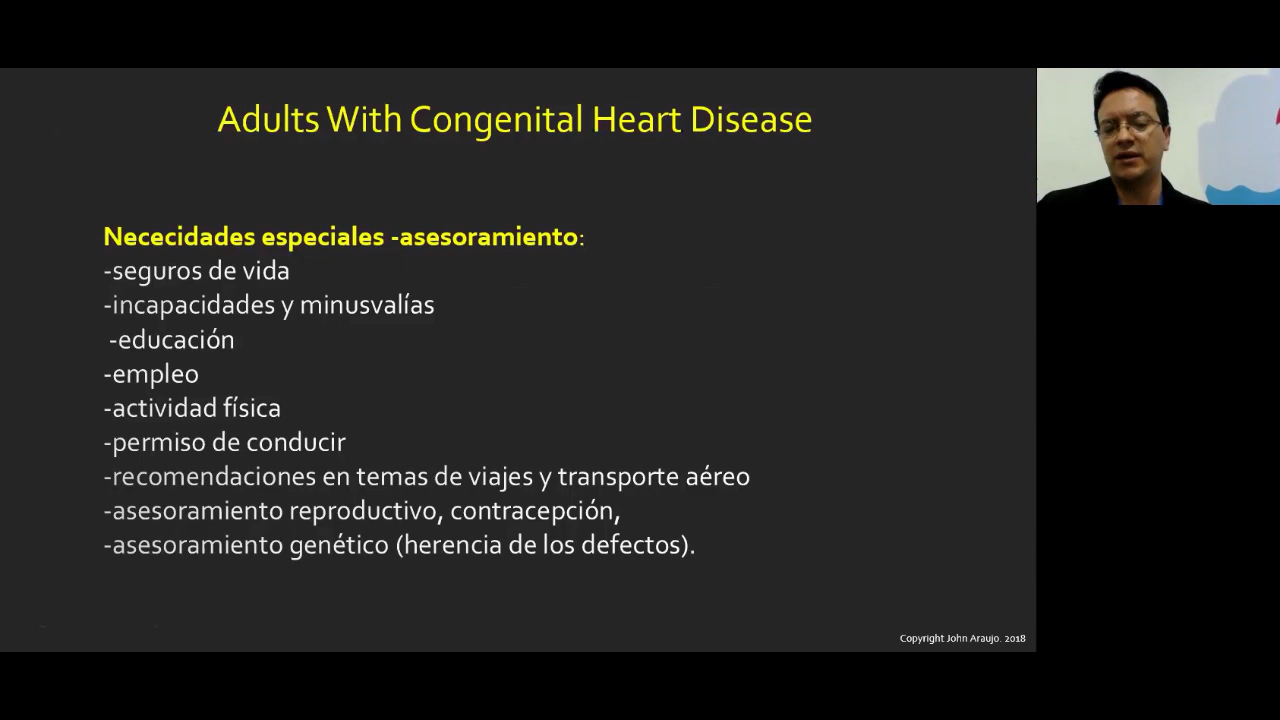 Adults With Congenital Heart Disease
Nececidades especiales -asesoramiento:
-seguros de vida
-incapacidades y minusvalías
-educación
-empleo
-actividad física
-permiso de conducir
-recomendaciones en temas de viajes y transporte aéreo
-asesoramiento reproductivo, contracepción,
-asesoramiento genético (herencia de los defectos).
Copyright John Araujo. 2018